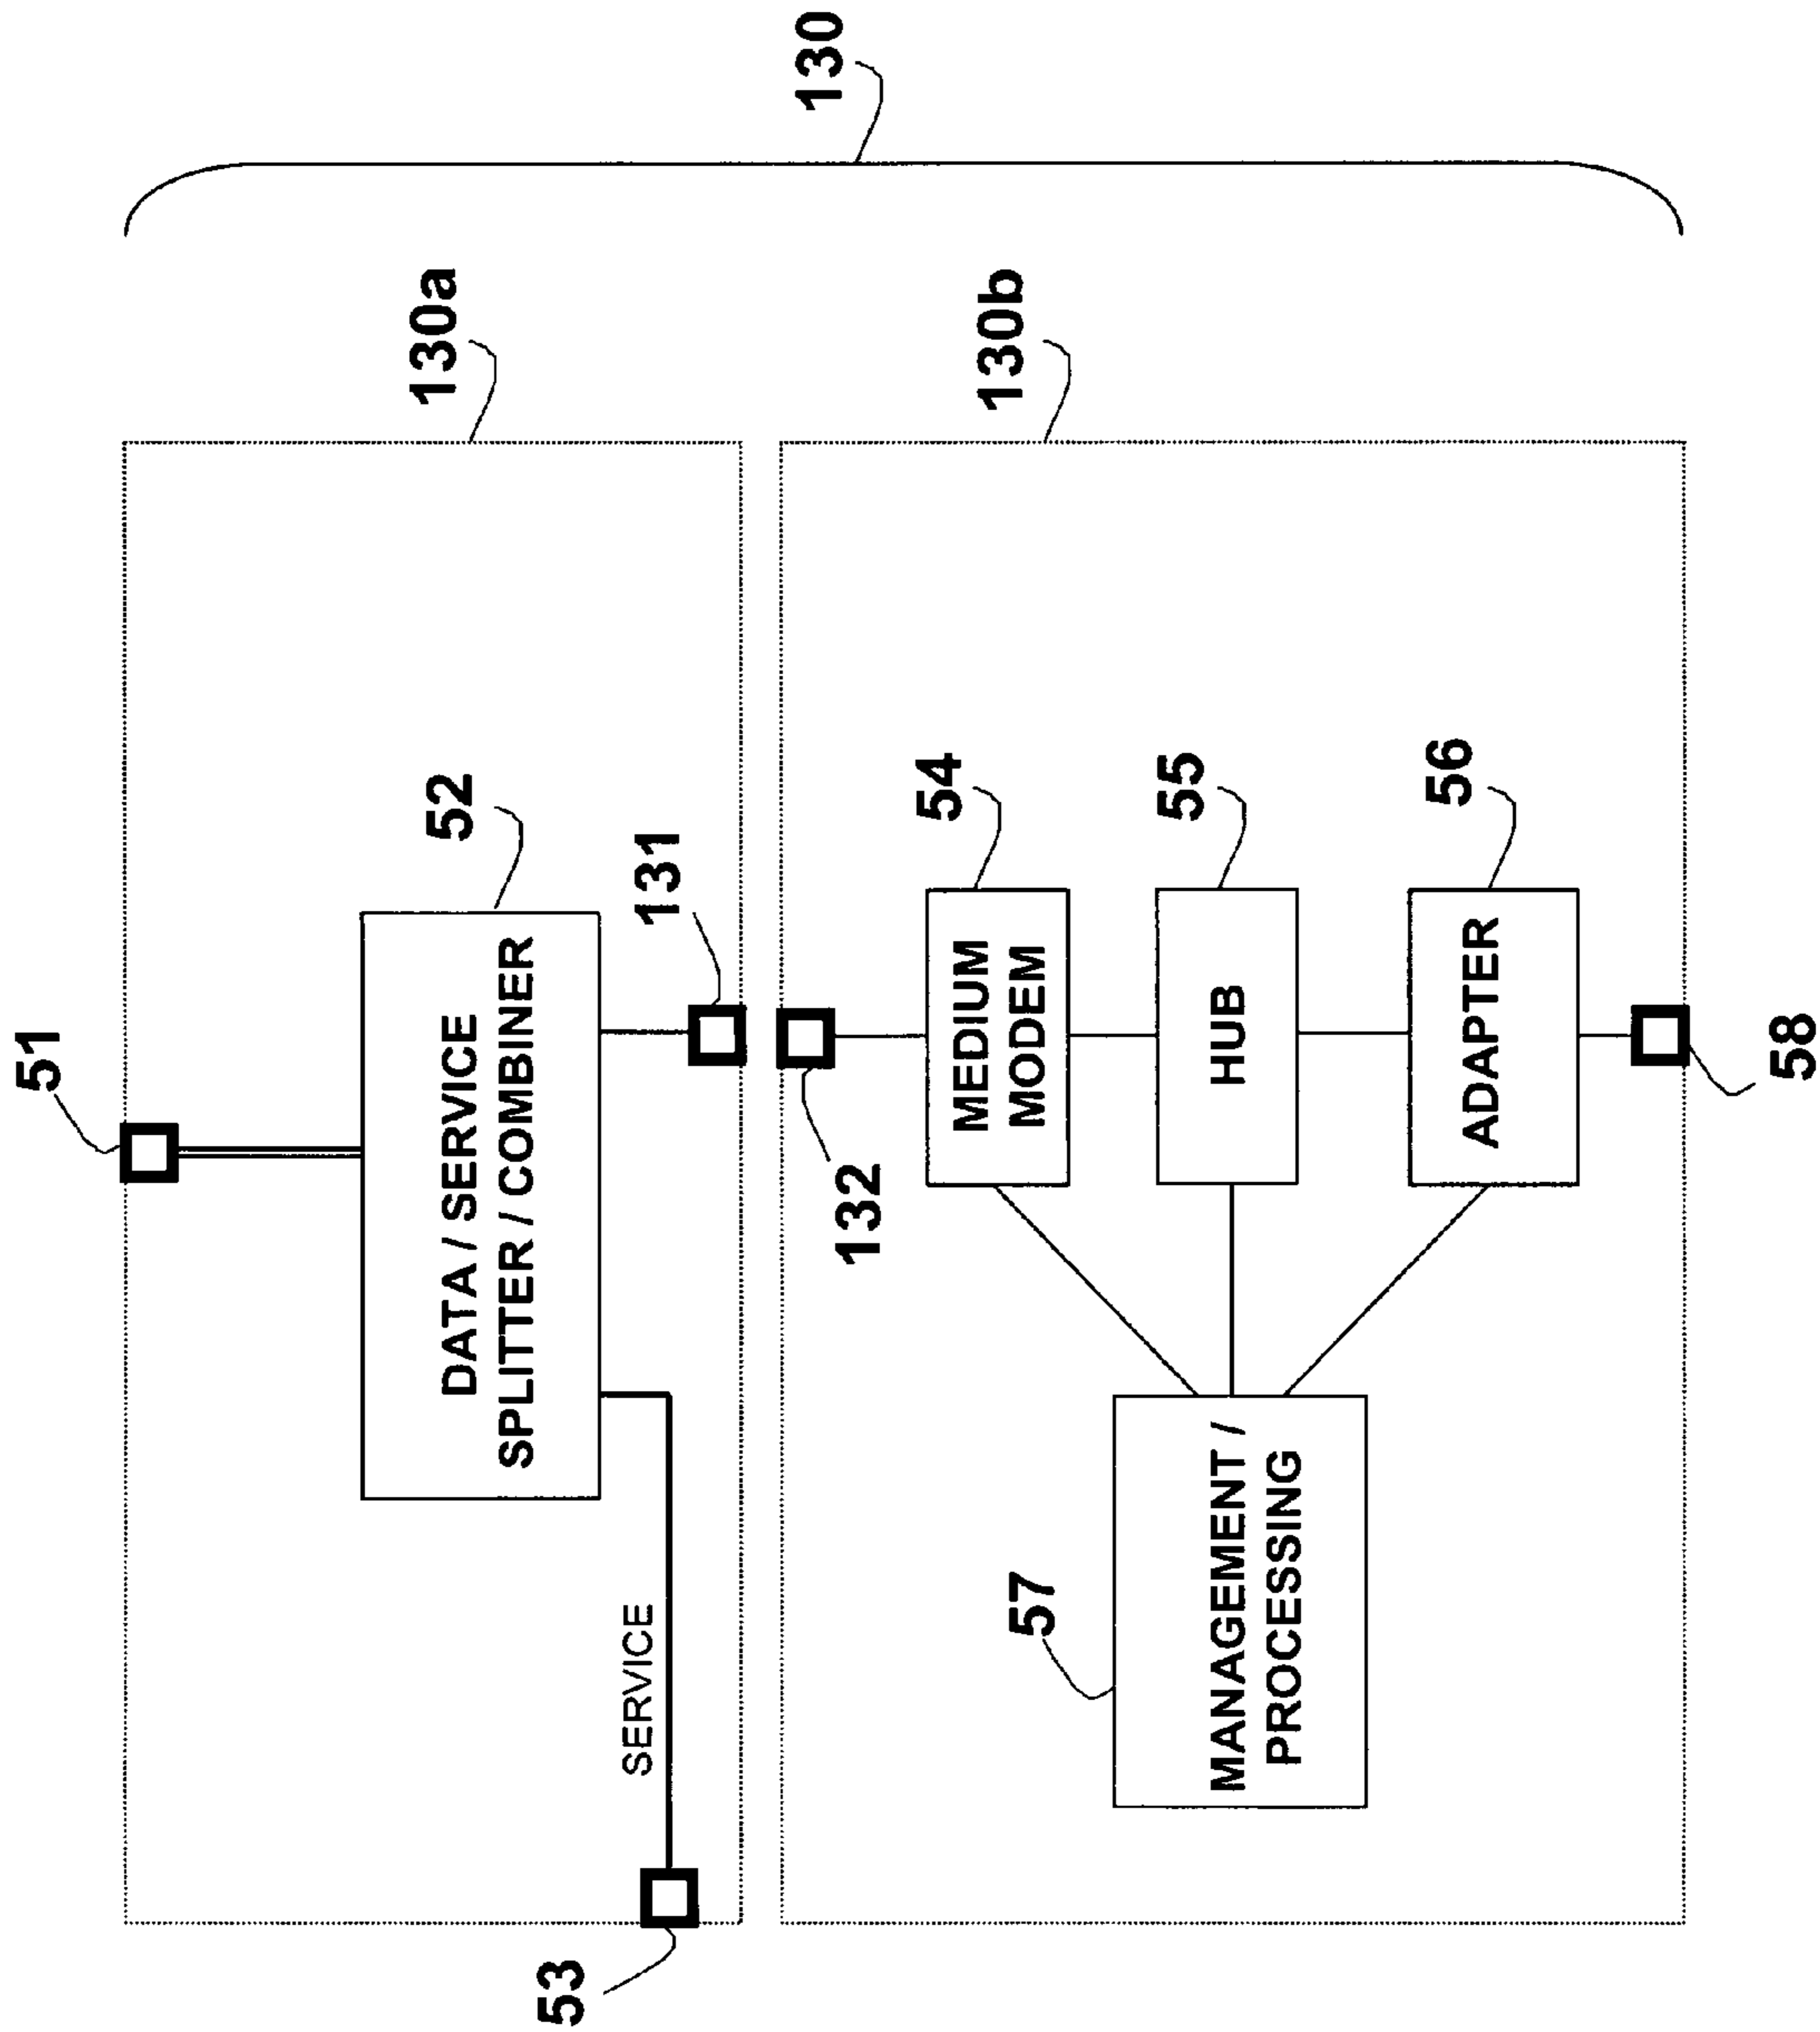 51
130a
52
DATA / SERVICE
SPLITTER / COMBINER
53
SERVICE
131
130
132
54
MEDIUM
MODEM
130b
57
MANAGEMENT /
PROCESSING
55
HUB
56
ADAPTER
58